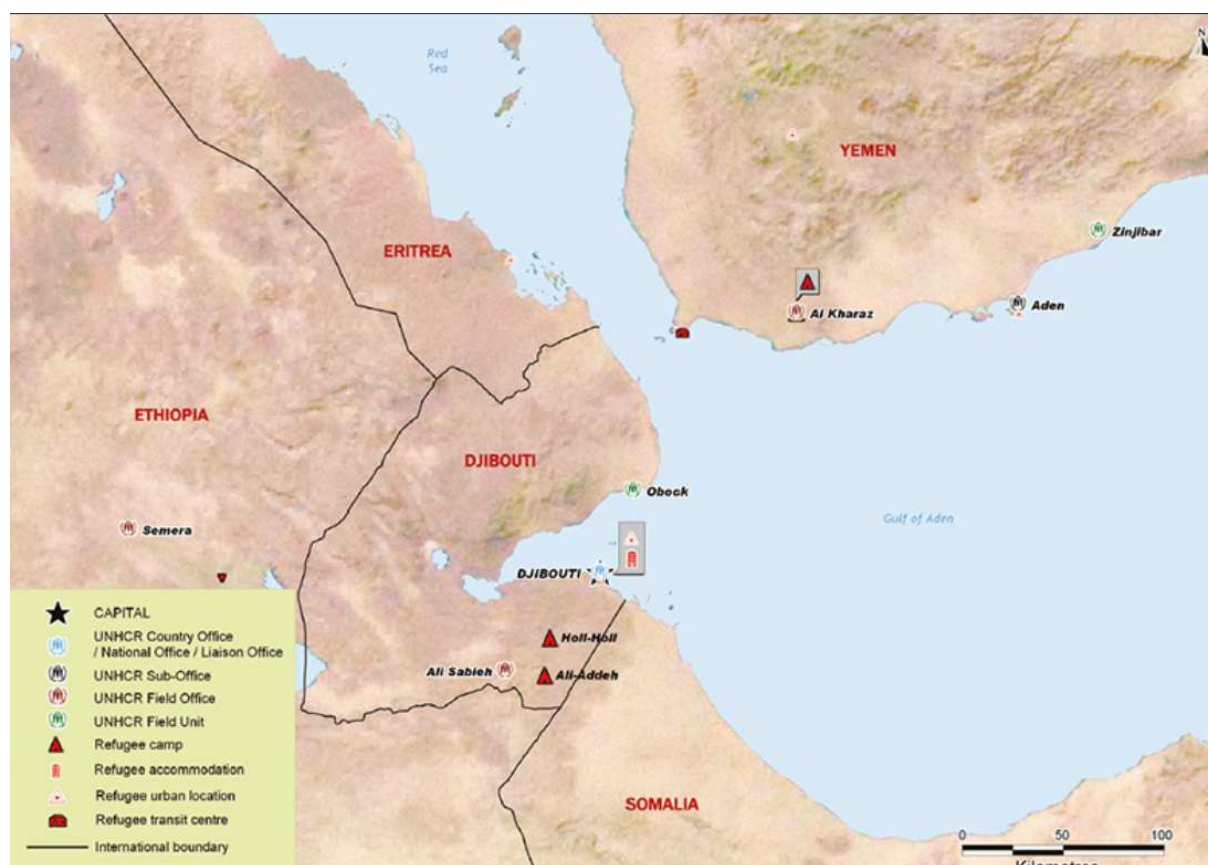 N
Red
Sea
YEMEN
Zinjibar
ERITREA
Al Kharaz
Aden
ETHIOPIA
DJIBOUTI
Obock
Gulf of Aden
Semera
DJIBOUTI
Holl-Holl
Ali Sabieh
Ali-Addeh
SOMALIA
CAPITAL
UNHCR Country Office
/ National Office / Liaison Office
UNHCR Sub-Office
UNHCR Field Office
UNHCR Field Unit
Refugee camp
Refugee accommodation
Refugee urban location
Refugee transit centre
International boundary
0 50 100
Kilometres